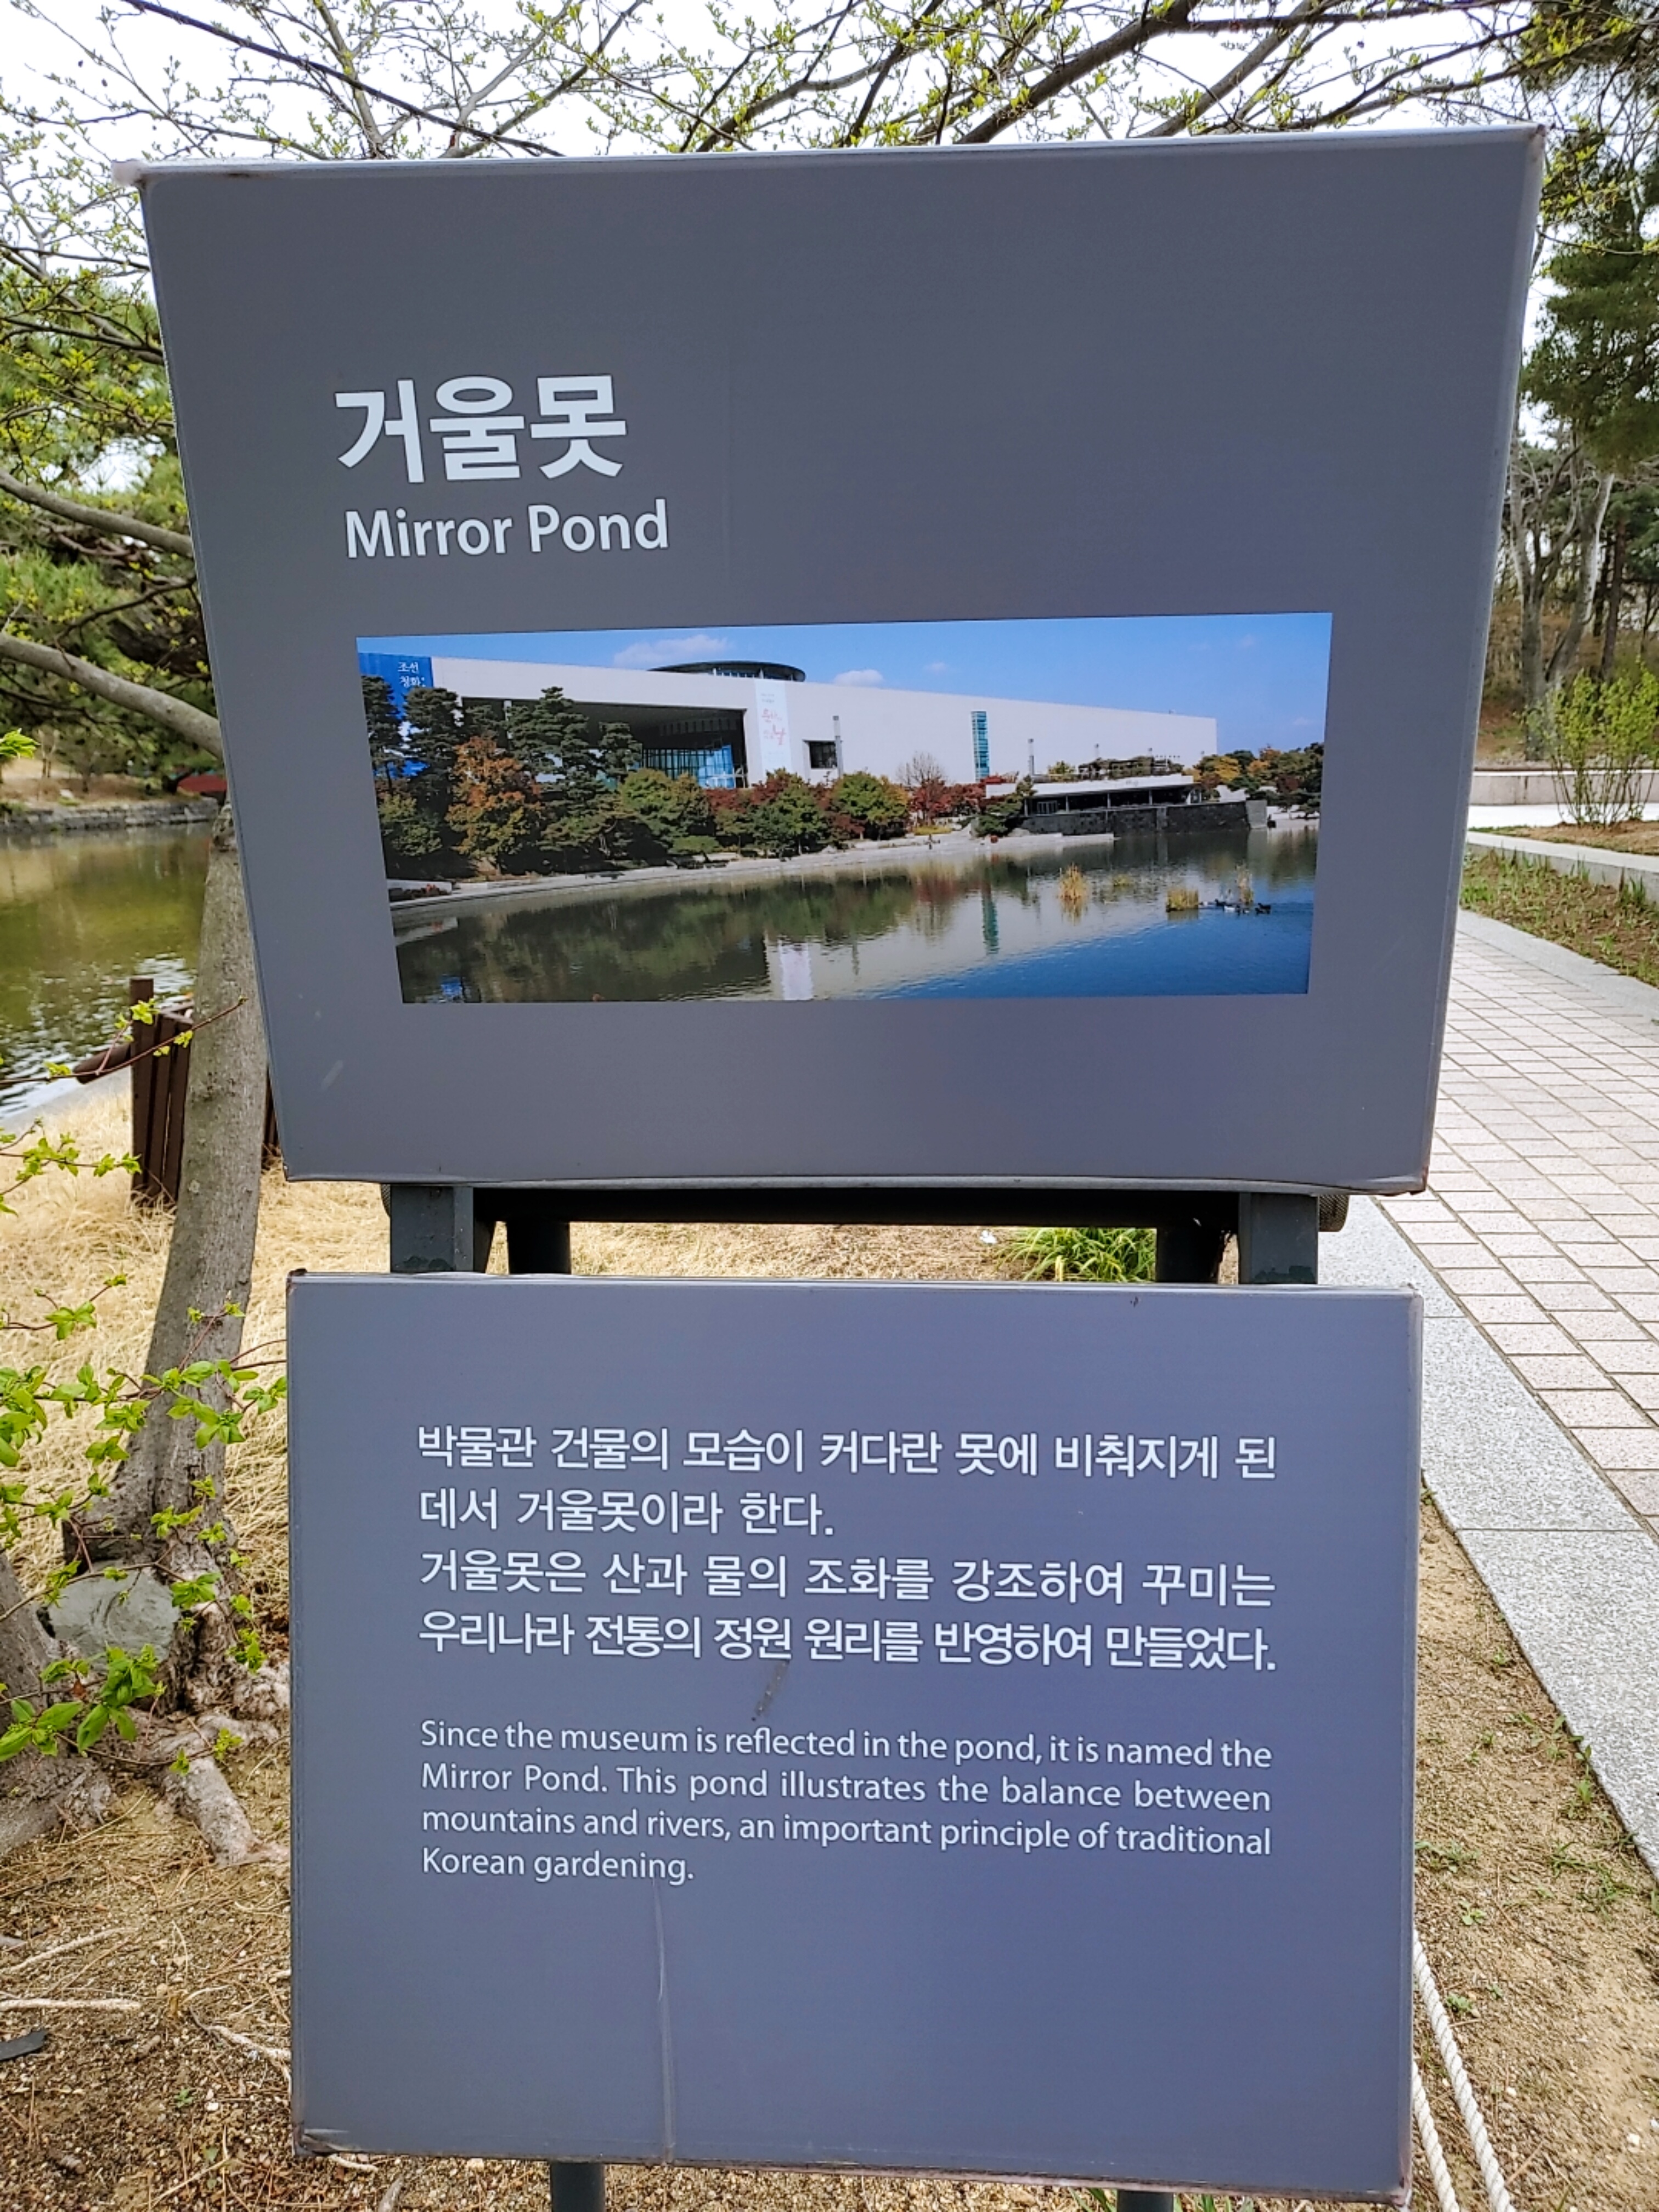 거울못
Mirror Pond
조선
박물관 건물의 모습이 커다란 못에 비춰지게 된
데서 거울못이라 한다.
거울못은 산과 물의 조화를 강조하여 꾸미는
우리나라 전통의 정원 원리를 반영하여 만들었다.
Since the museum is reflected in the pond, it is named the
Mirror Pond. This pond illustrates the balance between
mountains and rivers, an important principle of traditional
Korean gardening.